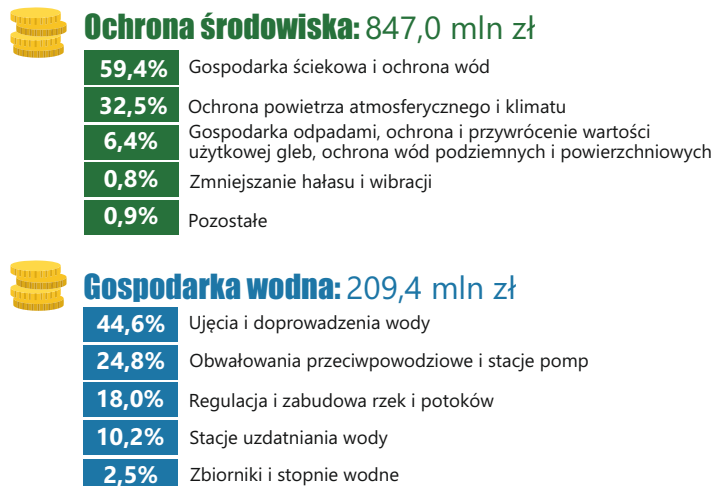 Ochrona środowiska: 847,0 mln zł
59,4% Gospodarka ściekowa i ochrona wód
32,5% Ochrona powietrza atmosferycznego i klimatu
6,4% Gospodarka odpadami, ochrona i przywrócenie wartości
użytkowej gleb, ochrona wód podziemnych i powierzchniowych
0,8% Zmniejszanie hałasu i wibracji
0,9% Pozostałe
Gospodarka wodna: 209,4 mln zł
44,6% Ujęcia i doprowadzenia wody
24,8% Obwałowania przeciwpowodziowe i stacje pomp
18,0% Regulacja i zabudowa rzek i potoków
10,2% Stacje uzdatniania wody
2,5% Zbiorniki i stopnie wodne